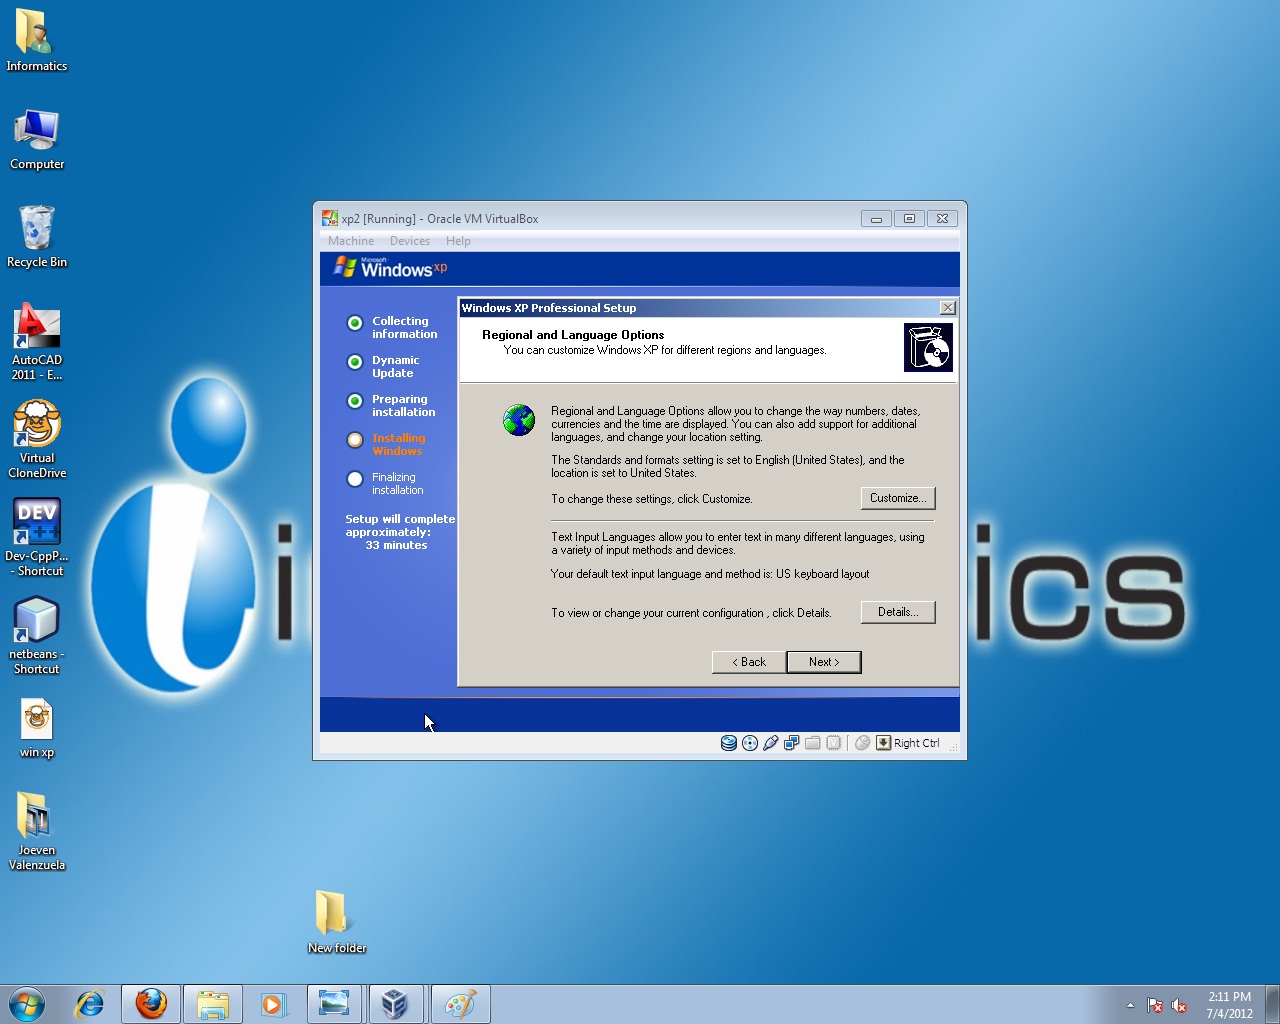 Informatics
Computer
Recycle Bin
AutoCAD
2011 - E...
Virtual
CloneDrive
DEV
C++
Dev-CppP...
- Shortcut
netbeans -
Shortcut
win xp
Joeven
Valenzuela
New folder
xp2 [Running] - Oracle VM VirtualBox
Machine Devices Help
Microsoft
Windows xp
Collecting
information
Dynamic
Update
Preparing
installation
Installing
Windows
Finalizing
installation
Setup will complete
approximately:
33 minutes
Windows XP Professional Setup
Regional and Language Options
You can customize Windows XP for different regions and languages.
Regional and Language Options allow you to change the way numbers, dates,
currencies and the time are displayed. You can also add support for additional
languages, and change your location setting.
The Standards and formats setting is set to English (United States), and the
location is set to United States.
To change these settings, click Customize.
Customize...
Text Input Languages allow you to enter text in many different languages, using
a variety of input methods and devices.
Your default text input language and method is: US keyboard layout
To view or change your current configuration , click Details.
Details...
< Back
Next >
Right Ctrl
ics
2:11 PM
7/4/2012